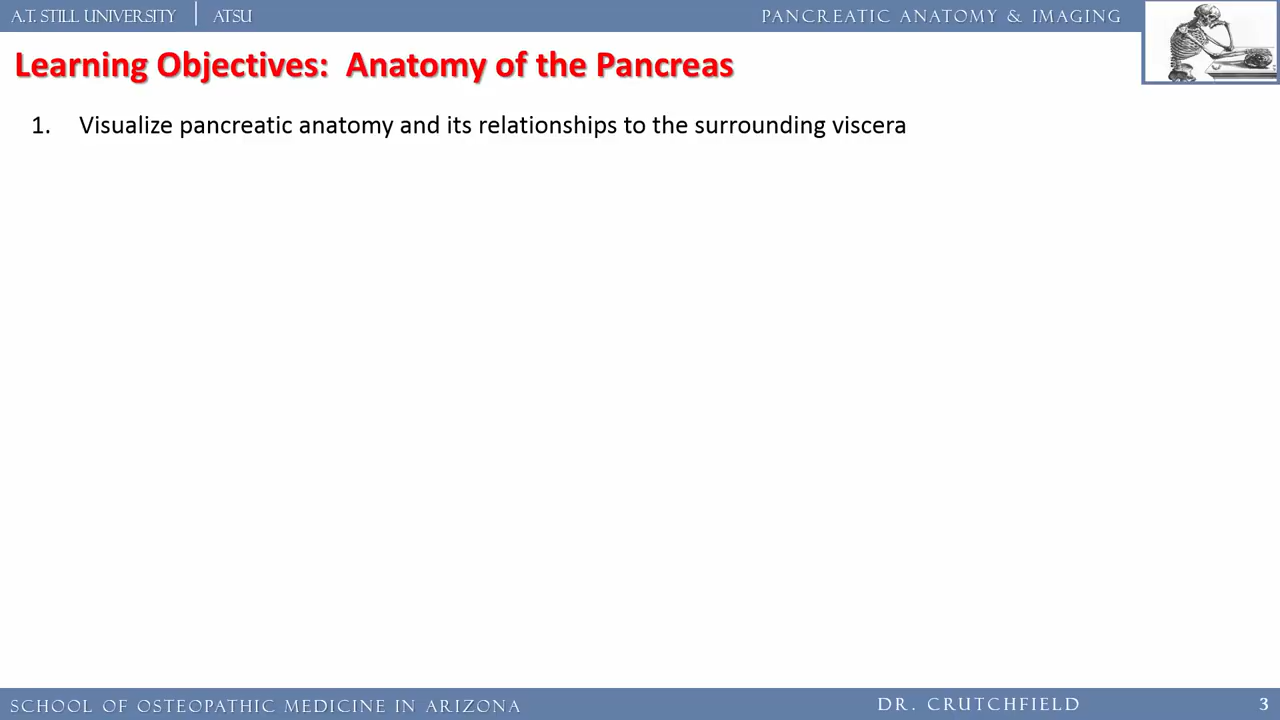 A.T. STILL UNIVERSITY | ATSU
PANCREATIC ANATOMY & IMAGING
Learning Objectives: Anatomy of the Pancreas
1. Visualize pancreatic anatomy and its relationships to the surrounding viscera
SCHOOL OF OSTEOPATHIC MEDICINE IN ARIZONA
DR. CRUTCHFIELD
3